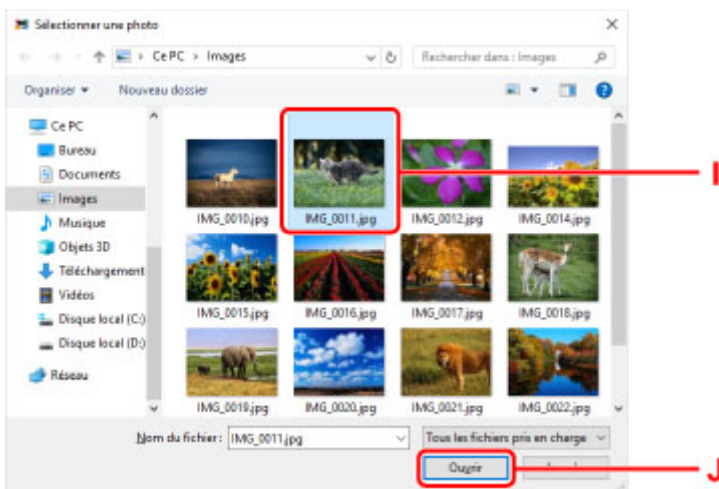 Sélectionner une photo
Ce PC > Images
Rechercher dans : Images
Organiser
Nouveau dossier
Ce PC
Bureau
Documents
Images
Musique
Objets 3D
Téléchargement
Vidéos
Disque local (C:)
Disque local (D:)
Réseau
IMG_0010.jpg
IMG_0011.jpg
IMG_0012.jpg
IMG_0014.jpg
IMG_0015.jpg
IMG_0016.jpg
IMG_0017.jpg
IMG_0018.jpg
IMG_0019.jpg
IMG_0020.jpg
IMG_0021.jpg
IMG_0022.jpg
I
Nom du fichier : IMG_0011.jpg
Tous les fichiers pris en charge
Ouvrir
J